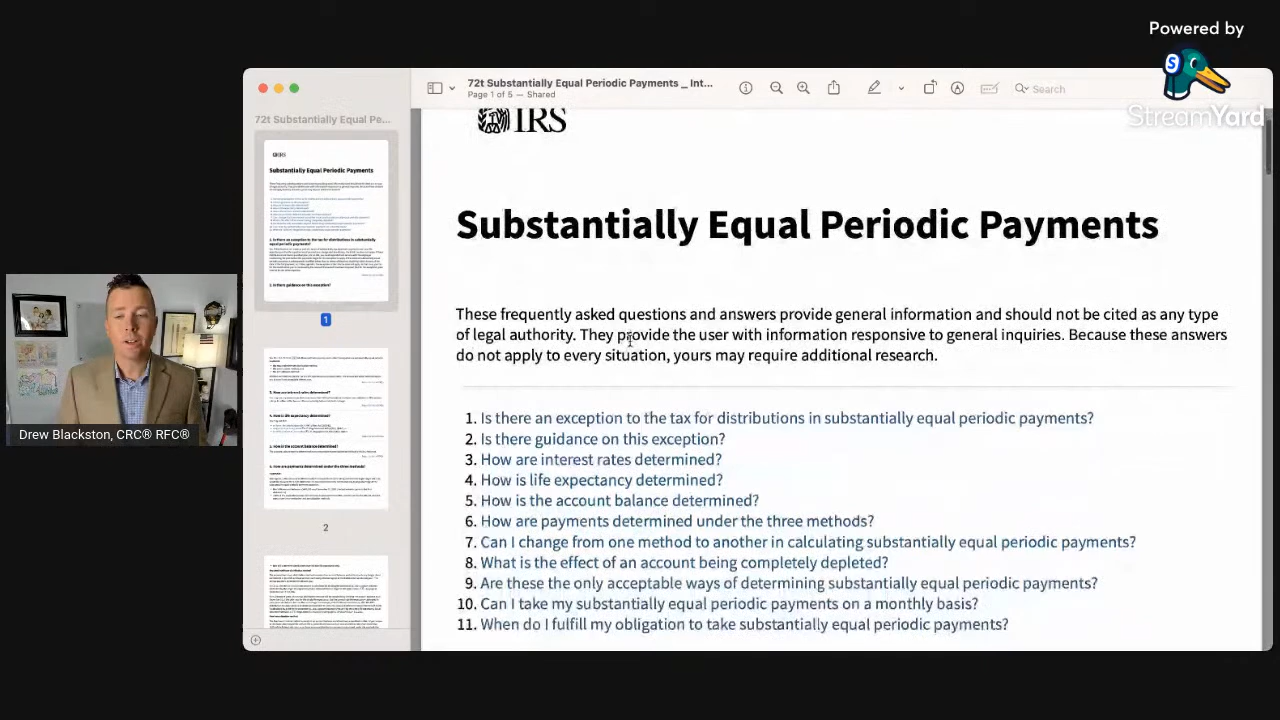 Powered by
StreamYard
72t Substantially Equal Periodic Payments _ Int...
Page 1 of 5 — Shared
Search
72t Substantially Equal Pe...
IRS
Substantially Equal Periodic Payments
1
2
IRS
Substantially Equal Periodic Payments
These frequently asked questions and answers provide general information and should not be cited as any type
of legal authority. They provide the user with information responsive to general inquiries. Because these answers
do not apply to every situation, you may require additional research.
1. Is there an exception to the tax for distributions in substantially equal periodic payments?
2. Is there guidance on this exception?
3. How are interest rates determined?
4. How is life expectancy determined?
5. How is the account balance determined?
6. How are payments determined under the three methods?
7. Can I change from one method to another in calculating substantially equal periodic payments?
8. What is the effect of an account being completely depleted?
9. Are these the only acceptable ways of calculating substantially equal periodic payments?
10. Can I take substantially equal periodic payments on a monthly basis?
11. When do I fulfill my obligation to take substantially equal periodic payments?
Drew Blackston, CRC® RFC®